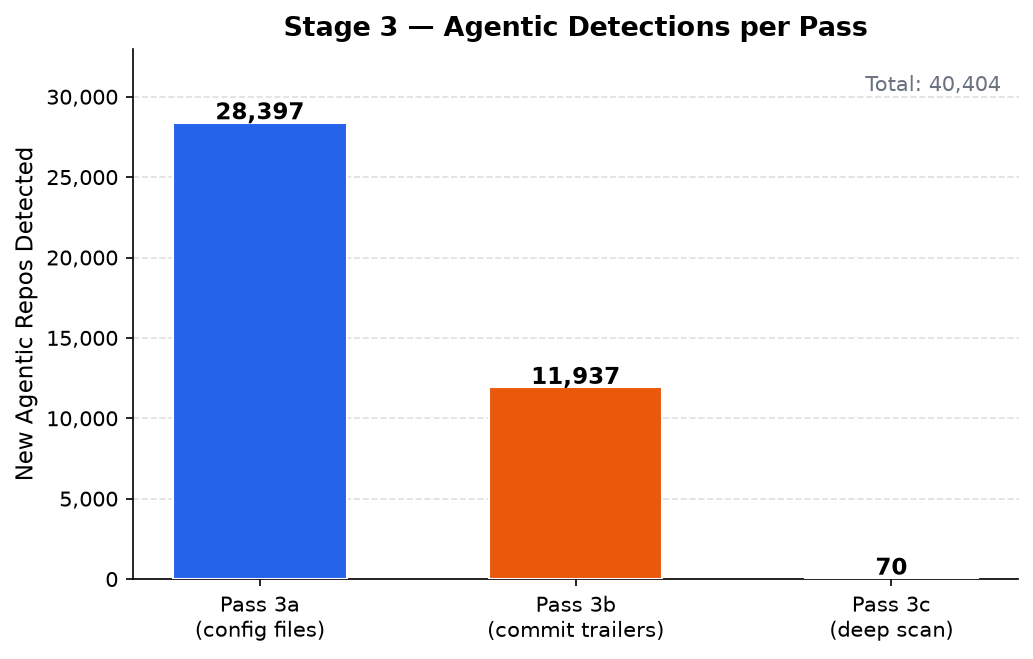 Stage 3 — Agentic Detections per Pass
Total: 40,404
New Agentic Repos Detected
30,000
25,000
20,000
15,000
10,000
5,000
0
28,397
11,937
70
Pass 3a
(config files)
Pass 3b
(commit trailers)
Pass 3c
(deep scan)